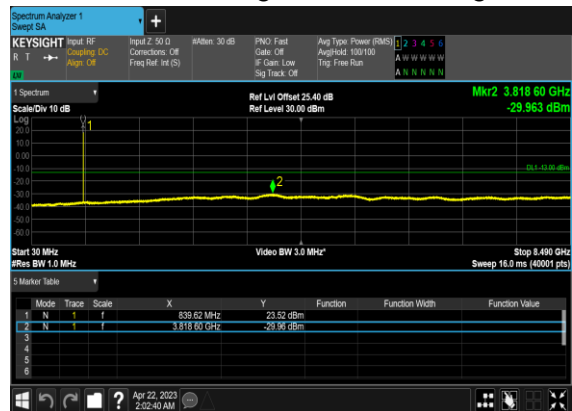 Spectrum Analyzer 1
Swept SA
+
KEYSIGHT Input: RF Input Z: 50 Ω #Atten: 30 dB PNO: Fast Avg Type: Power (RMS) 1 2 3 4 5 6
R T Coupling: DC Corrections: Off Gate: Off Avg|Hold: 100/100 A W W W W W
Align: Off Freq Ref: Int (S) IF Gain: Low Trig: Free Run
Sig Track: Off A N N N N N
LW
1 Spectrum Ref Lvl Offset 25.40 dB Mkr2 3.818 60 GHz
Scale/Div 10 dB Ref Level 30.00 dBm -29.963 dBm
Log
20.0
10.0
0.00
-10.0
-20.0
-30.0
-40.0
-50.0
-60.0
1
2
DL1 -13.00 dBm
Start 30 MHz Video BW 3.0 MHz* Stop 8.490 GHz
#Res BW 1.0 MHz Sweep 16.0 ms (40001 pts)
5 Marker Table
Mode Trace Scale X Y Function Function Width Function Value
1 N 1 f 839.62 MHz 23.52 dBm
2 N 1 f 3.818 60 GHz -29.96 dBm
3
4
5
6
? Apr 22, 2023
2:02:40 AM